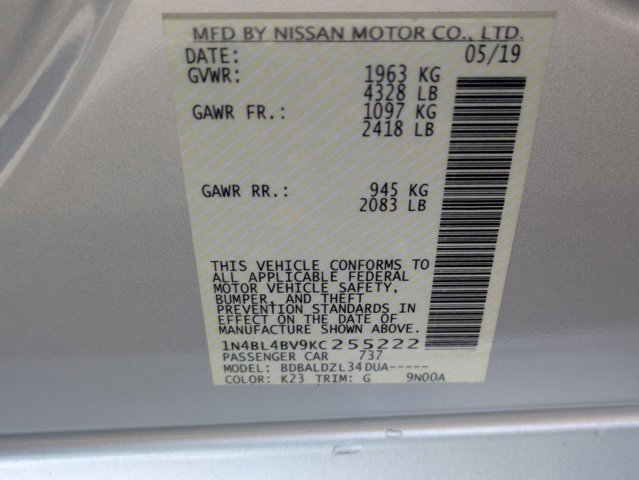 MFD BY NISSAN MOTOR CO., LTD.
DATE: 05/19
GVWR: 1963 KG
4328 LB
GAWR FR.: 1097 KG
2418 LB
GAWR RR.: 945 KG
2083 LB
THIS VEHICLE CONFORMS TO
ALL APPLICABLE FEDERAL
MOTOR VEHICLE SAFETY,
BUMPER, AND THEFT
PREVENTION STANDARDS IN
EFFECT ON THE DATE OF
MANUFACTURE SHOWN ABOVE.
1N4BL4BV9KC255222
PASSENGER CAR 737
MODEL: BDBALDZL34DUA-----
COLOR: K23 TRIM: G 9N00A